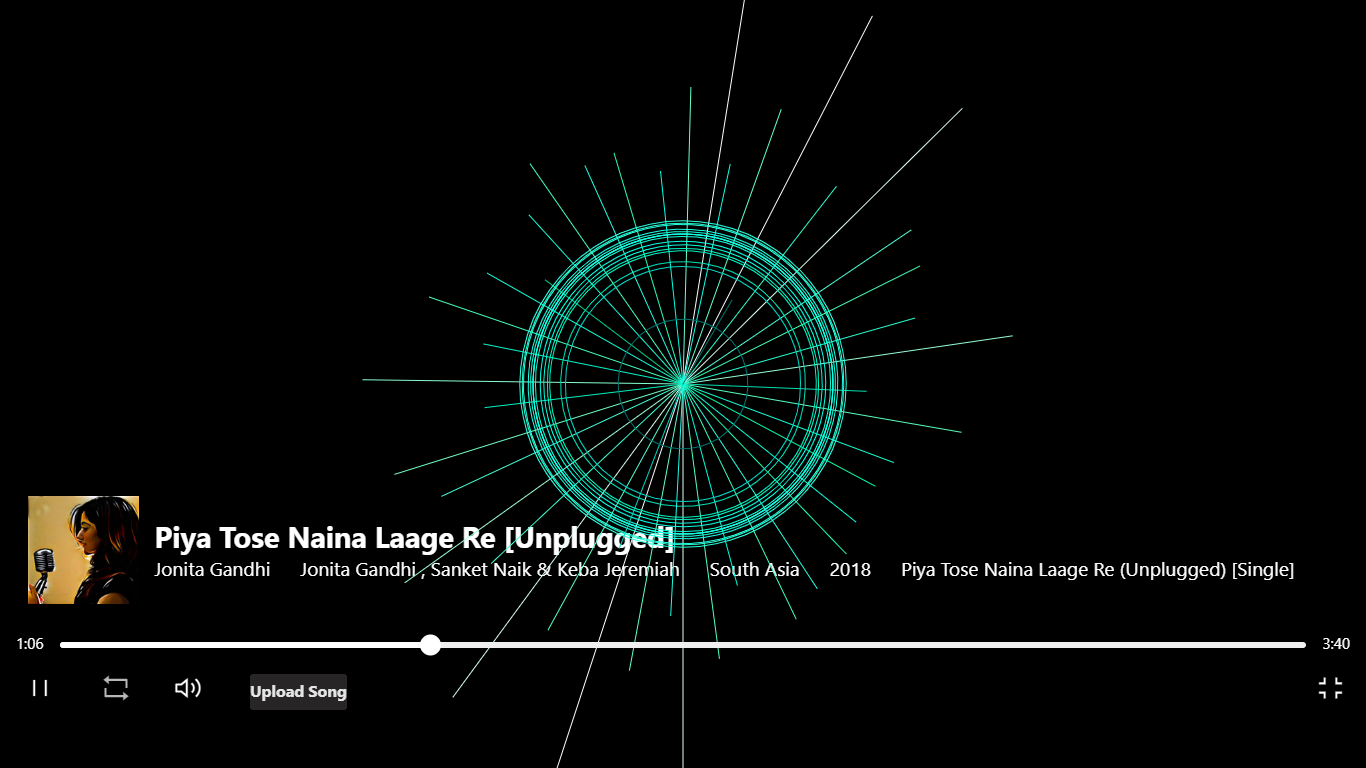 Piya Tose Naina Laage Re [Unplugged]
Jonita Gandhi Jonita Gandhi , Sanket Naik & Keba Jeremiah South Asia 2018 Piya Tose Naina Laage Re (Unplugged) [Single]
1:06 3:40
Upload Song